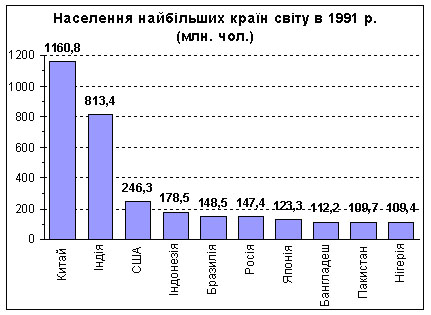 Населення найбільших країн світу в 1991 р.
(млн. чол.)
1200
1000
800
600
400
200
0
1160,8
813,4
246,3
178,5
148,5
147,4
123,3
112,2
109,7
109,4
Китай
Індія
США
Індонезія
Бразилія
Росія
Японія
Бангладеш
Пакистан
Нігерія